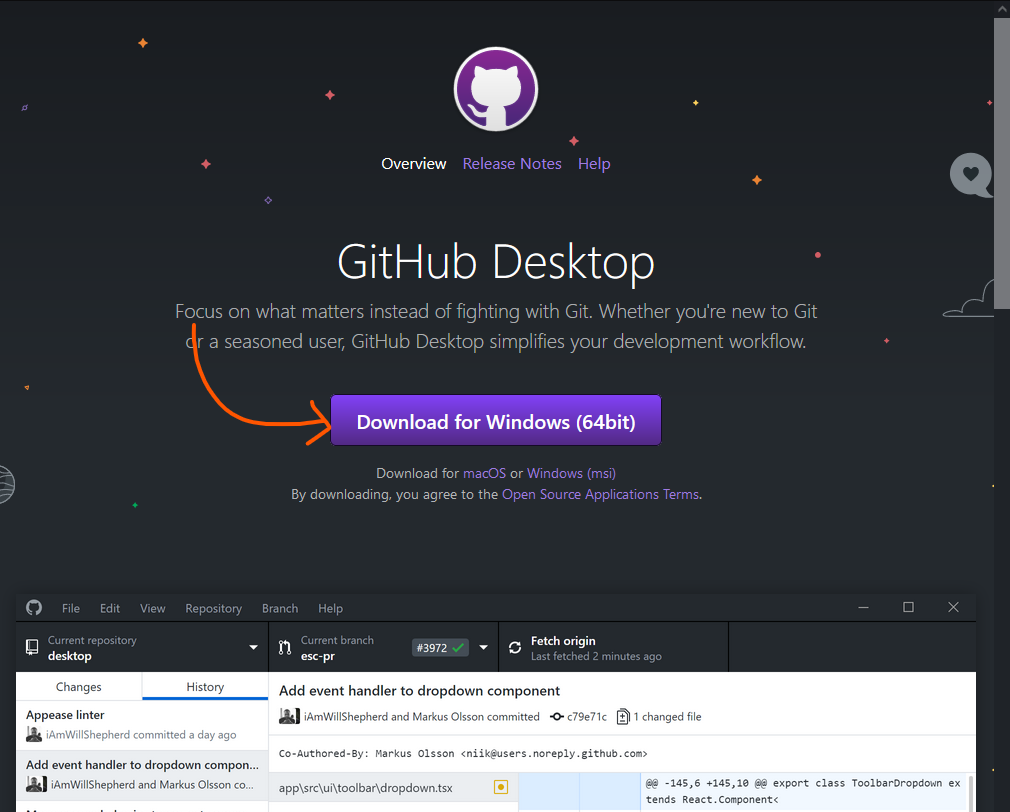 Overview Release Notes Help
GitHub Desktop
Focus on what matters instead of fighting with Git. Whether you're new to Git
or a seasoned user, GitHub Desktop simplifies your development workflow.
Download for Windows (64bit)
Download for macOS or Windows (msi)
By downloading, you agree to the Open Source Applications Terms.
File Edit View Repository Branch Help
Current repository
desktop
Current branch
esc-pr
#3972
Fetch origin
Last fetched 2 minutes ago
Changes History
Appease linter
iAmWillShepherd committed a day ago
Add event handler to dropdown compon...
iAmWillShepherd and Markus Olsson co...
Add event handler to dropdown component
iAmWillShepherd and Markus Olsson committed c79e71c 1 changed file
Co-Authored-By: Markus Olsson <niik@users.noreply.github.com>
app\src\ui\toolbar\dropdown.tsx
@@ -145,6 +145,10 @@ export class ToolbarDropdown ex
tends React.Component<